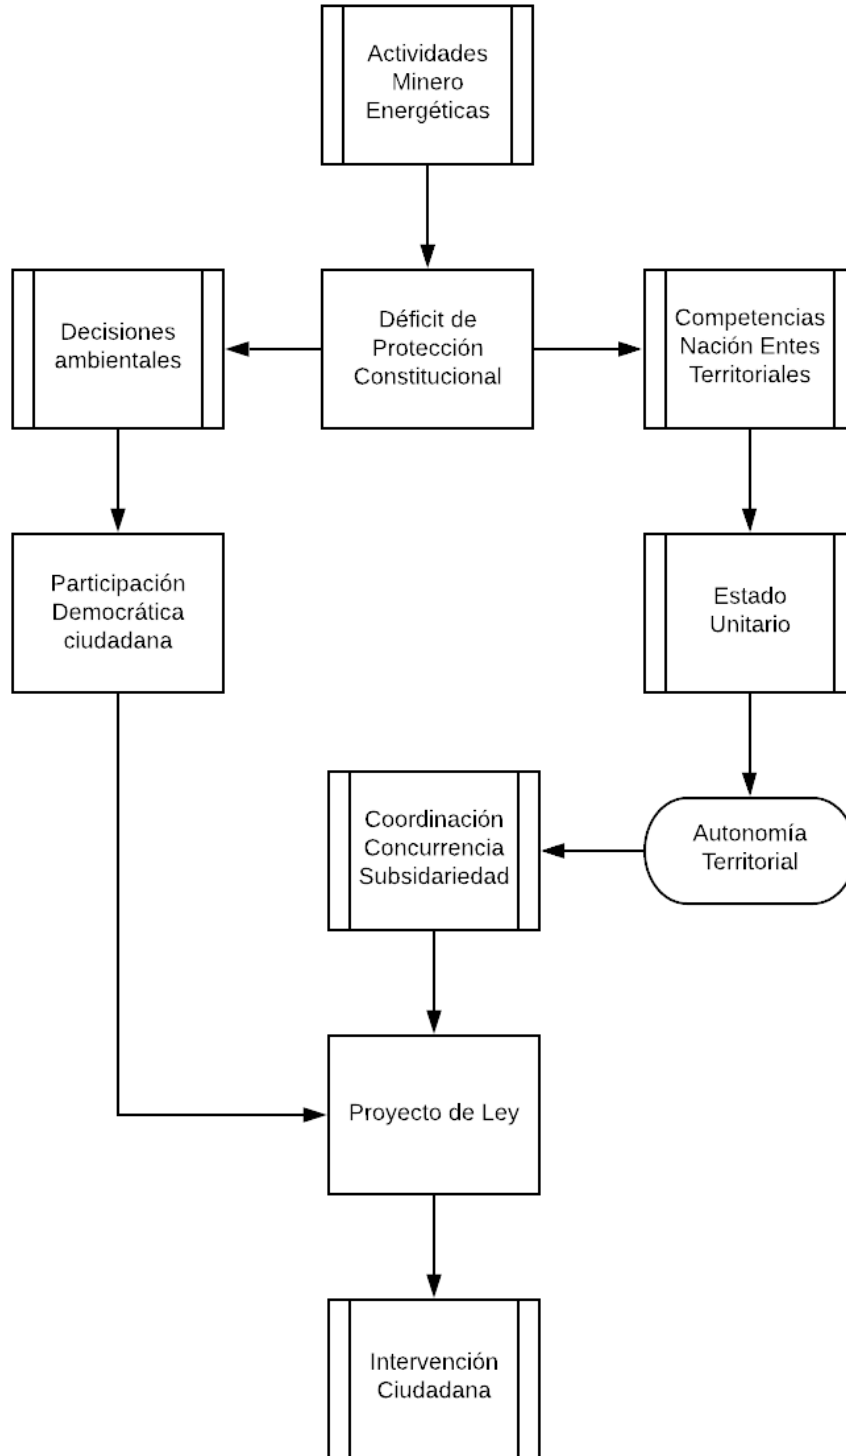 Actividades
Minero
Energéticas
Decisiones
ambientales
Déficit de
Protección
Constitucional
Competencias
Nación Entes
Territoriales
Participación
Democrática
ciudadana
Estado
Unitario
Coordinación
Concurrencia
Subsidariedad
Autonomía
Territorial
Proyecto de Ley
Intervención
Ciudadana